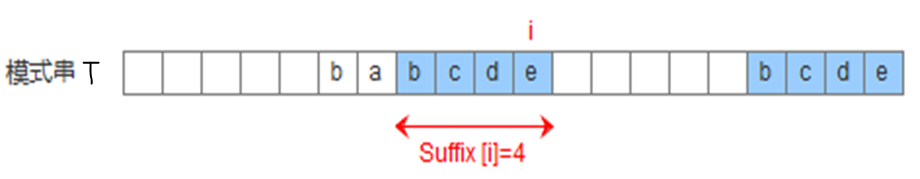 i
模式串 T b a b c d e b c d e
Suffix [i]=4